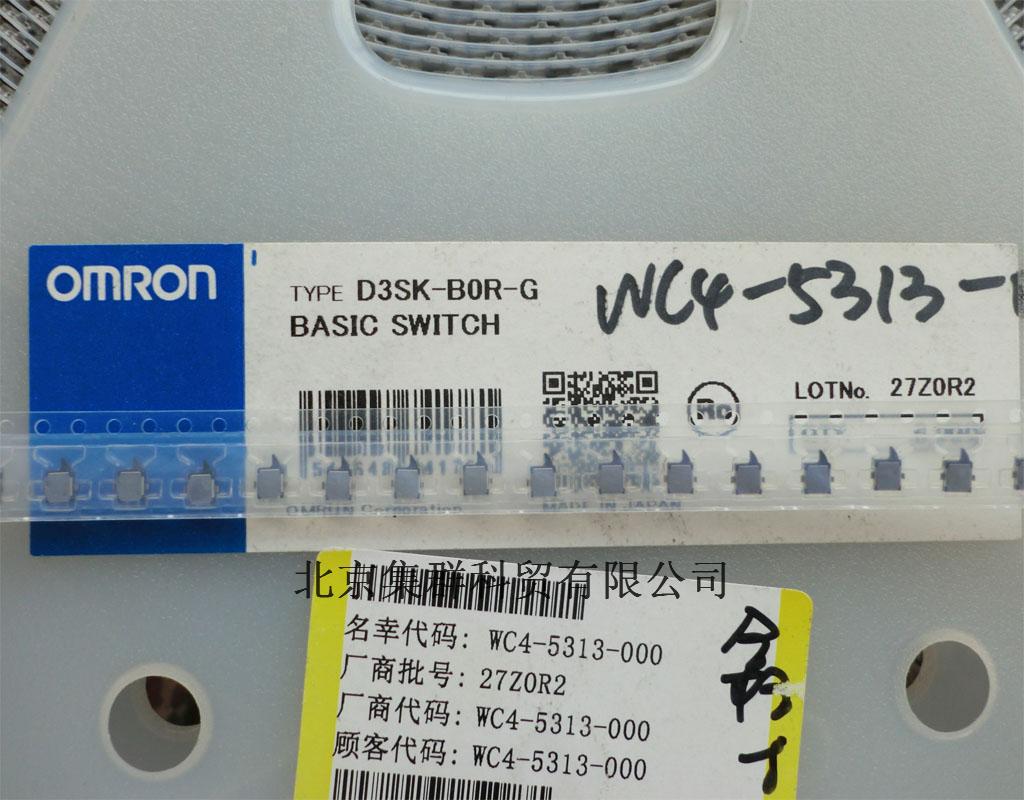 OMRON
TYPE D3SK-B0R-G
BASIC SWITCH
WC4-5313-
LOTNo. 27Z0R2
OMRON Corporation
MADE IN JAPAN
北京集群科贸有限公司
名幸代码: WC4-5313-000
厂商批号: 27Z0R2
厂商代码: WC4-5313-000
顾客代码: WC4-5313-000